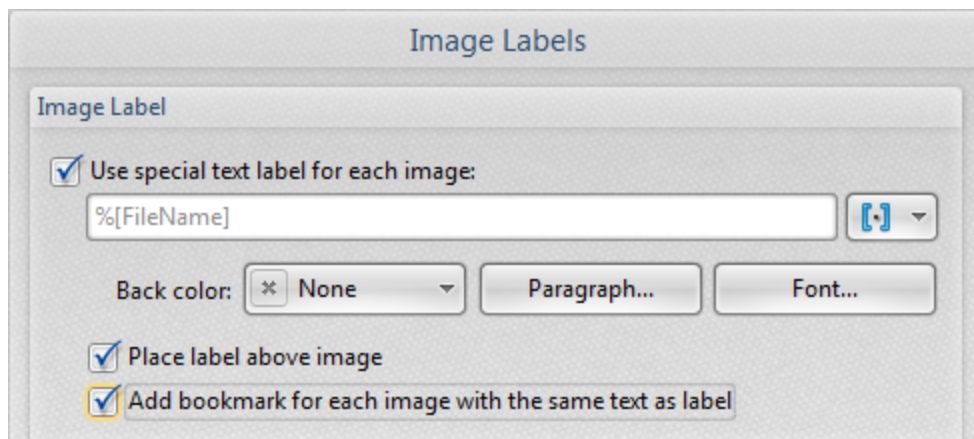 Image Labels
Image Label
Use special text label for each image:
%[FileName]
Back color: None Paragraph... Font...
Place label above image
Add bookmark for each image with the same text as label